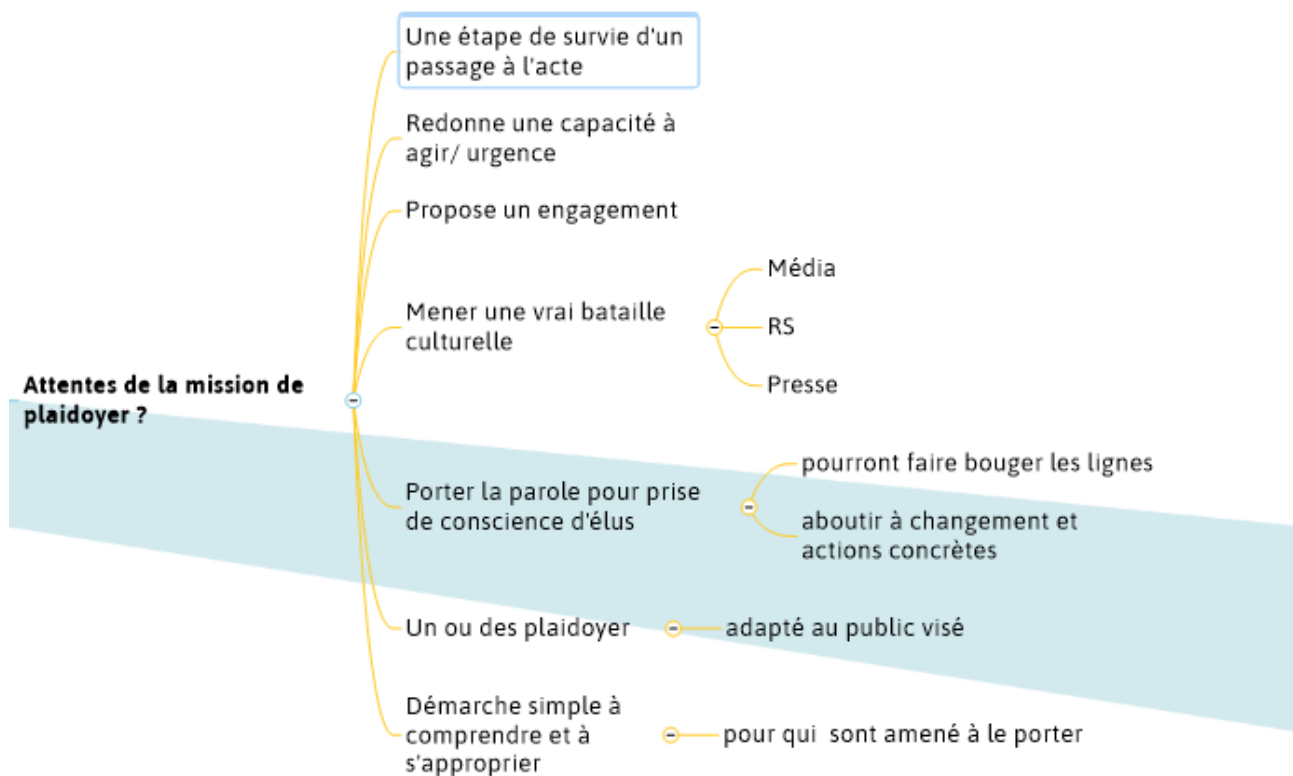 Attentes de la mission de
plaidoyer ?
Une étape de survie d'un
passage à l'acte
Redonne une capacité à
agir/ urgence
Propose un engagement
Mener une vrai bataille
culturelle
Média
RS
Presse
Porter la parole pour prise
de conscience d'élus
pourront faire bouger les lignes
aboutir à changement et
actions concrètes
Un ou des plaidoyer
adapté au public visé
Démarche simple à
comprendre et à
s'approprier
pour qui sont amené à le porter